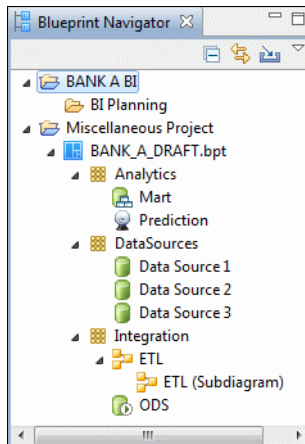 Blueprint Navigator
BANK A BI
BI Planning
Miscellaneous Project
BANK_A_DRAFT.bpt
Analytics
Mart
Prediction
DataSources
Data Source 1
Data Source 2
Data Source 3
Integration
ETL
ETL (Subdiagram)
ODS